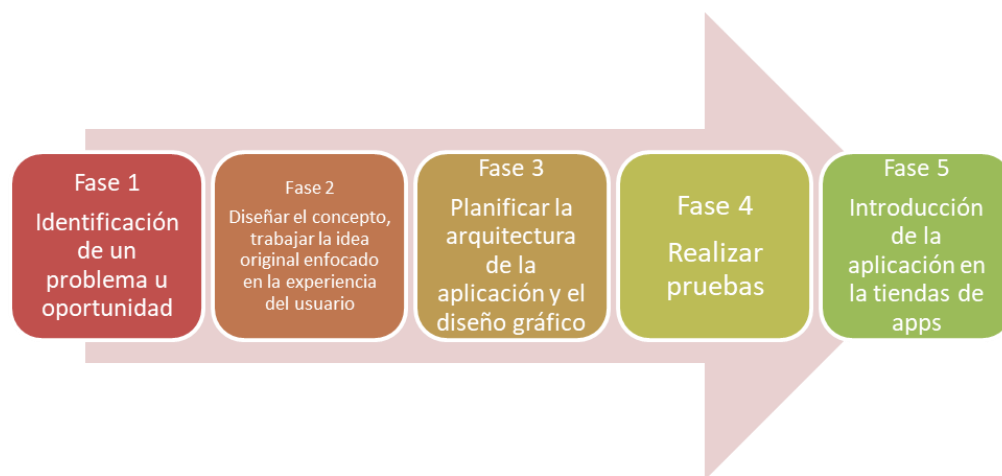 Fase 1
Identificación
de un
problema u
oportunidad
Fase 2
Diseñar el concepto,
trabajar la idea
original enfocado
en la experiencia
del usuario
Fase 3
Planificar la
arquitectura
de la
aplicación y el
diseño gráfico
Fase 4
Realizar
pruebas
Fase 5
Introducción
de la
aplicación en
la tiendas de
apps